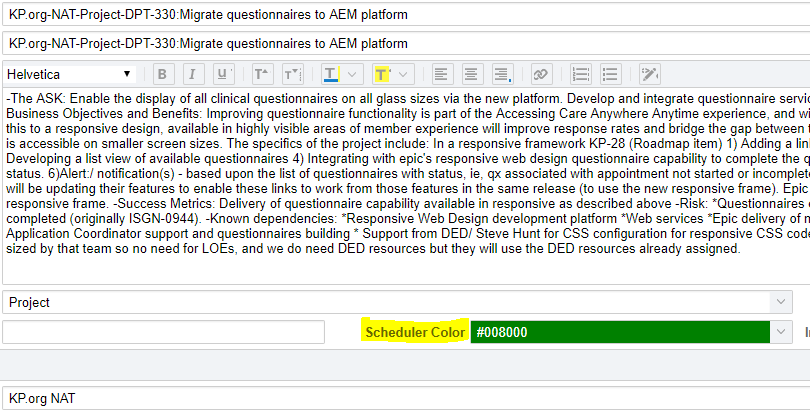 KP.org-NAT-Project-DPT-330:Migrate questionnaires to AEM platform
KP.org-NAT-Project-DPT-330:Migrate questionnaires to AEM platform
Helvetica B I U T T T T
-The ASK: Enable the display of all clinical questionnaires on all glass sizes via the new platform. Develop and integrate questionnaire servic
Business Objectives and Benefits: Improving questionnaire functionality is part of the Accessing Care Anywhere Anytime experience, and wi
this to a responsive design, available in highly visible areas of member experience will improve response rates and bridge the gap between t
is accessible on smaller screen sizes. The specifics of the project include: In a responsive framework KP-28 (Roadmap item) 1) Adding a lin
Developing a list view of available questionnaires 4) Integrating with epic's responsive web design questionnaire capability to complete the q
status. 6)Alert:/ notification(s) - based upon the list of questionnaires with status, ie, qx associated with appointment not started or incomplet
will be updating their features to enable these links to work from those features in the same release (to use the new responsive frame). Epic
responsive frame. -Success Metrics: Delivery of questionnaire capability available in responsive as described above -Risk: *Questionnaires
completed (originally ISGN-0944). -Known dependencies: *Responsive Web Design development platform *Web services *Epic delivery of
Application Coordinator support and questionnaires building * Support from DED/ Steve Hunt for CSS configuration for responsive CSS code
sized by that team so no need for LOEs, and we do need DED resources but they will use the DED resources already assigned.
Project
Scheduler Color #008000
KP.org NAT